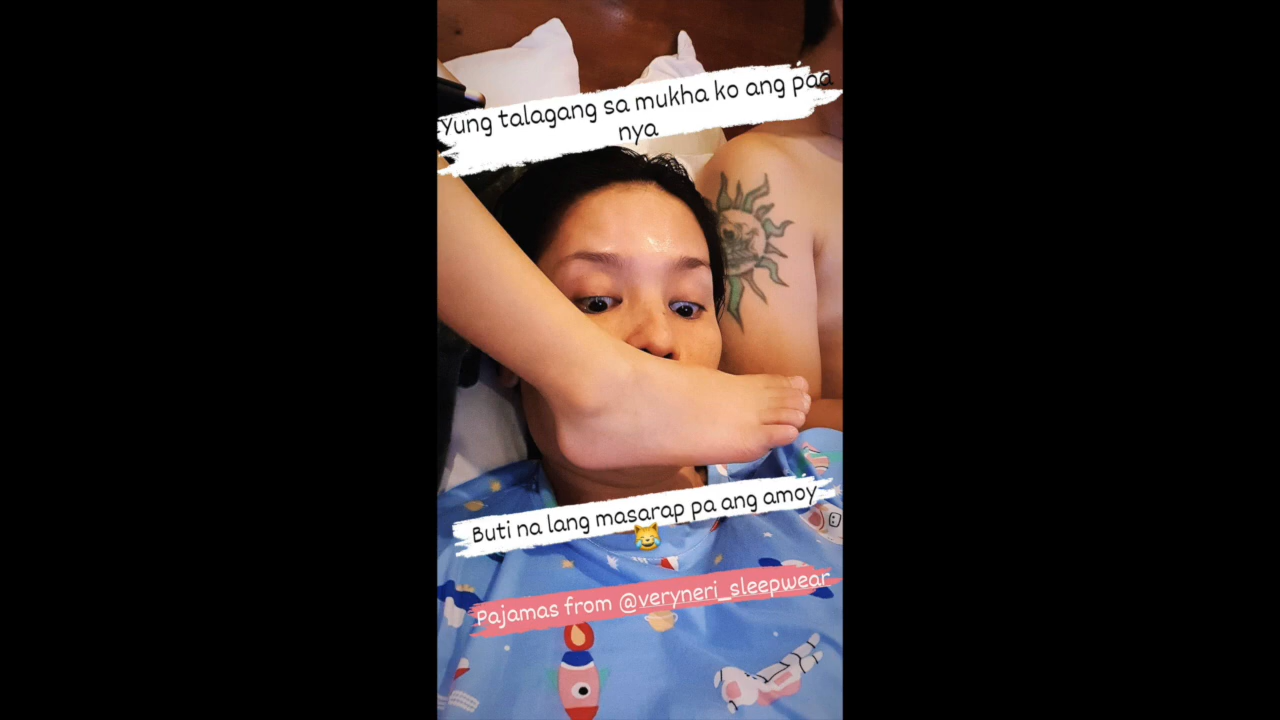 Yung talagang sa mukha ko ang paa
nya
Buti na lang masarap pa ang amoy
😹
Pajamas from @veryneri_sleepwear